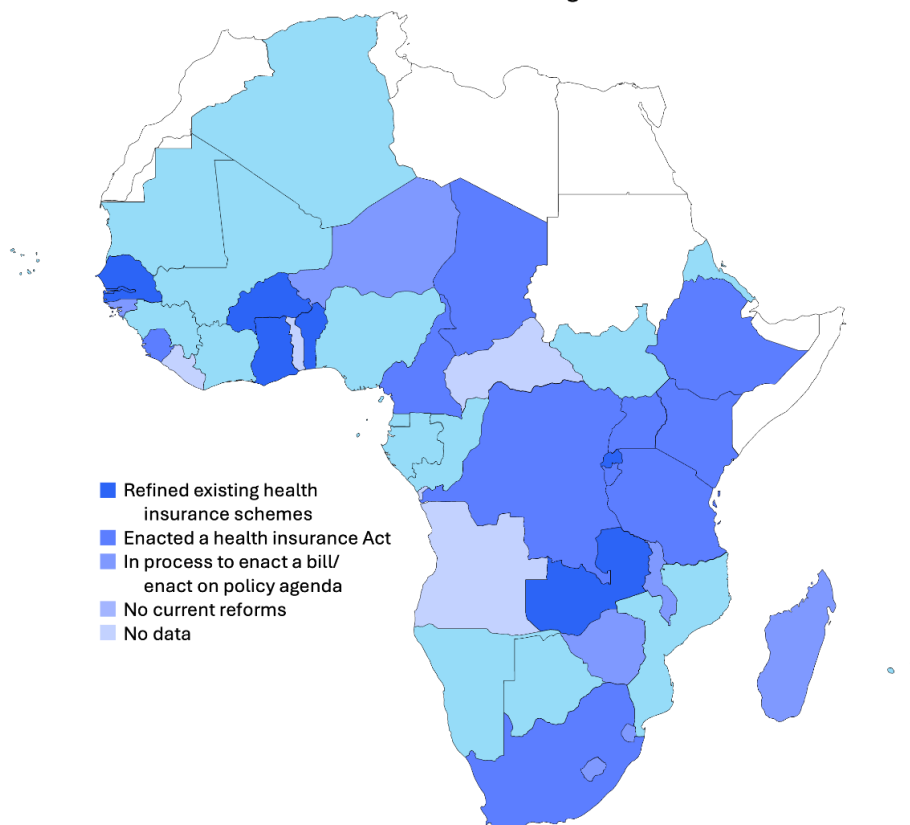 Refined existing health
insurance schemes
Enacted a health insurance Act
In process to enact a bill/
enact on policy agenda
No current reforms
No data